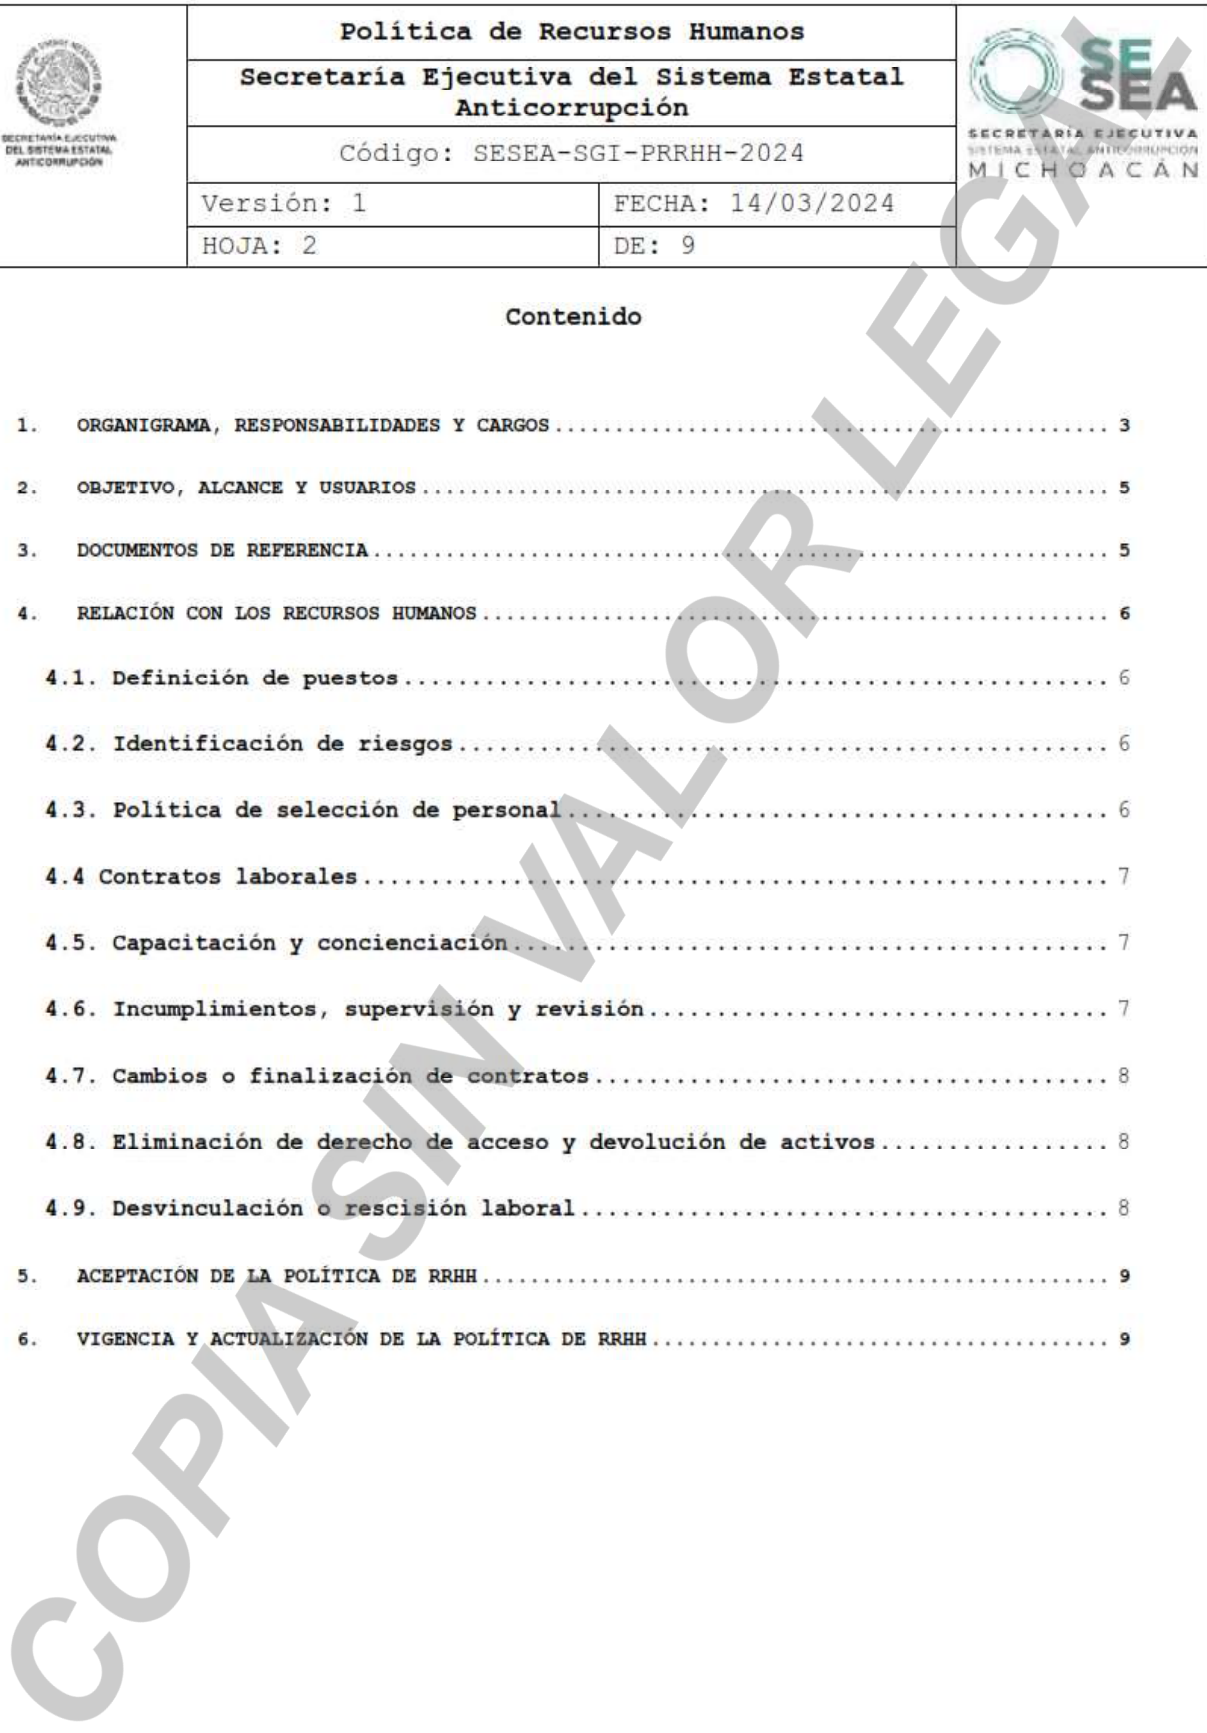 Política de Recursos Humanos
Secretaría Ejecutiva del Sistema Estatal
Anticorrupción
Código: SESEA-SGI-PRRHH-2024
Versión: 1
FECHA: 14/03/2024
HOJA: 2
DE: 9
SECRETARÍA EJECUTIVA
DEL SISTEMA ESTATAL
ANTICORRUPCIÓN
SE
SEA
SECRETARÍA EJECUTIVA
SISTEMA ESTATAL ANTICORRUPCIÓN
MICHOACÁN
Contenido
1. ORGANIGRAMA, RESPONSABILIDADES Y CARGOS 3
2. OBJETIVO, ALCANCE Y USUARIOS 5
3. DOCUMENTOS DE REFERENCIA 5
4. RELACIÓN CON LOS RECURSOS HUMANOS 6
4.1. Definición de puestos 6
4.2. Identificación de riesgos 6
4.3. Política de selección de personal 6
4.4 Contratos laborales 7
4.5. Capacitación y concienciación 7
4.6. Incumplimientos, supervisión y revisión 7
4.7. Cambios o finalización de contratos 8
4.8. Eliminación de derecho de acceso y devolución de activos 8
4.9. Desvinculación o rescisión laboral 8
5. ACEPTACIÓN DE LA POLÍTICA DE RRHH 9
6. VIGENCIA Y ACTUALIZACIÓN DE LA POLÍTICA DE RRHH 9
COPIA SIN VALOR LEGAL